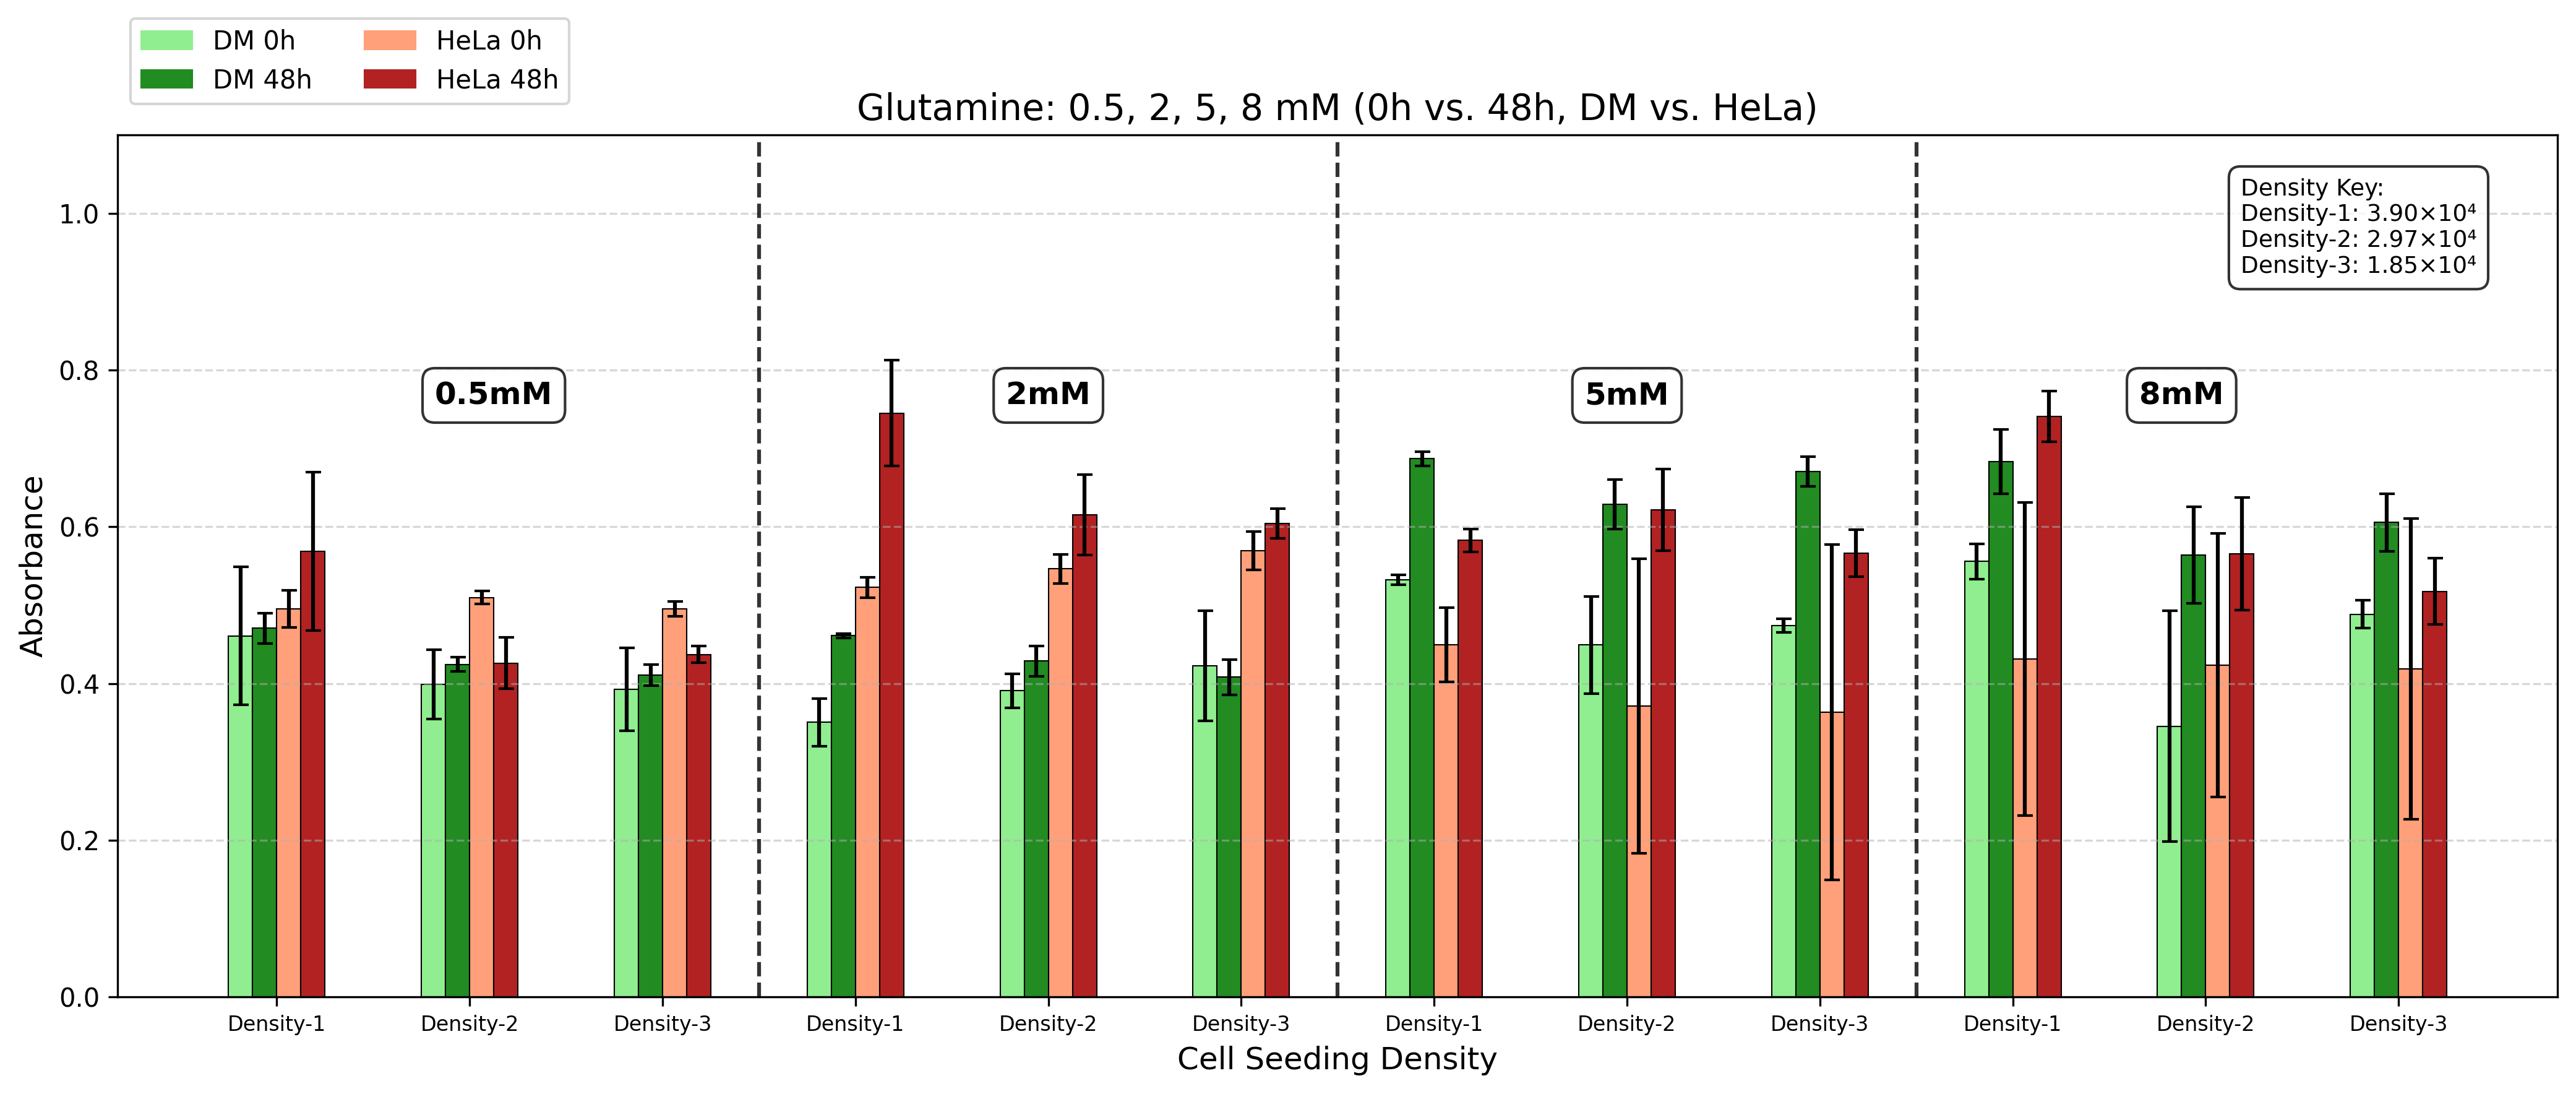 DM 0h
DM 48h
HeLa 0h
HeLa 48h
Glutamine: 0.5, 2, 5, 8 mM (0h vs. 48h, DM vs. HeLa)
Density Key:
Density-1: 3.90×10⁴
Density-2: 2.97×10⁴
Density-3: 1.85×10⁴
0.5mM
2mM
5mM
8mM
Absorbance
1.0
0.8
0.6
0.4
0.2
0.0
Density-1
Density-2
Density-3
Density-1
Density-2
Density-3
Density-1
Density-2
Density-3
Density-1
Density-2
Density-3
Cell Seeding Density